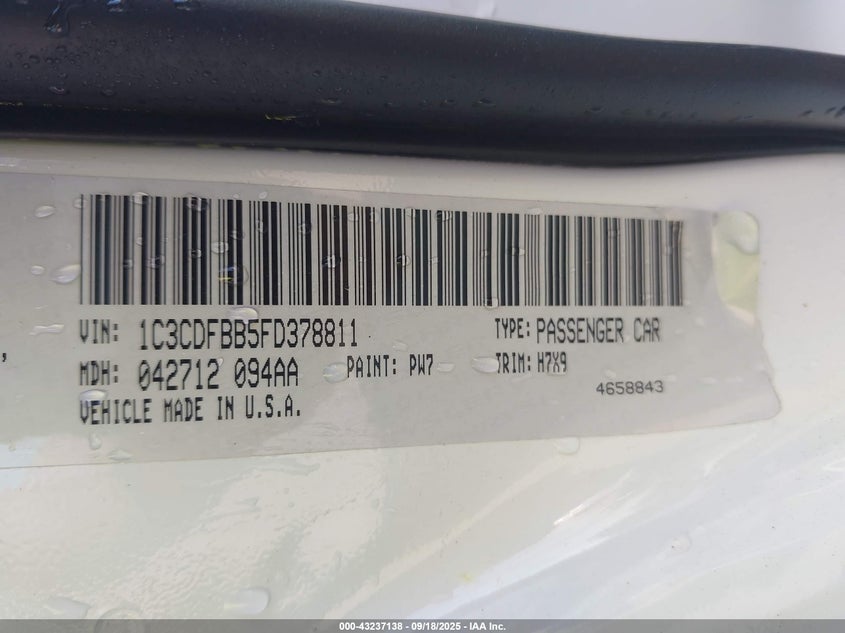 VIN: 1C3CDFBB5FD378811
TYPE: PASSENGER CAR
MDH: 042712 094AA
PAINT: PW7
TRIM: H7X9
VEHICLE MADE IN U.S.A.
4658843
000-43237138 - 09/18/2025 - IAA Inc.